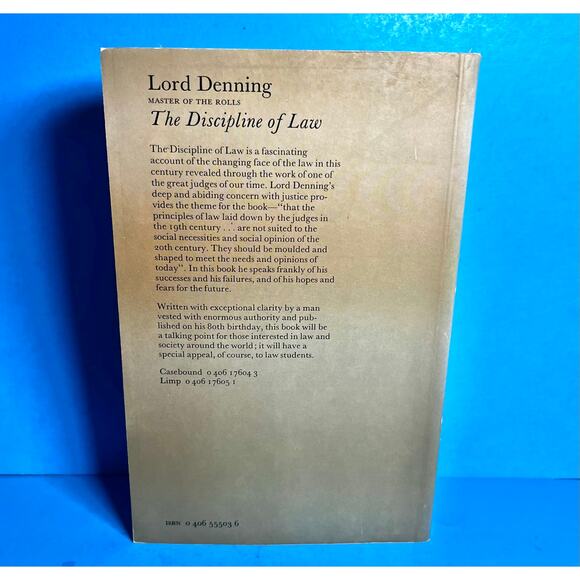 Lord Denning
MASTER OF THE ROLLS
The Discipline of Law
The Discipline of Law is a fascinating
account of the changing face of the law in this
century revealed through the work of one of
the great judges of our time. Lord Denning's
deep and abiding concern with justice pro-
vides the theme for the book—"that the
principles of law laid down by the judges in
the 19th century . . . are not suited to the
social necessities and social opinion of the
20th century. They should be moulded and
shaped to meet the needs and opinions of
today". In this book he speaks frankly of his
successes and his failures, and of his hopes and
fears for the future.
Written with exceptional clarity by a man
vested with enormous authority and pub-
lished on his 80th birthday, this book will be
a talking point for those interested in law and
society around the world; it will have a
special appeal, of course, to law students.
Casebound 0 406 17604 3
Limp 0 406 17605 1
ISBN 0 406 55503 6